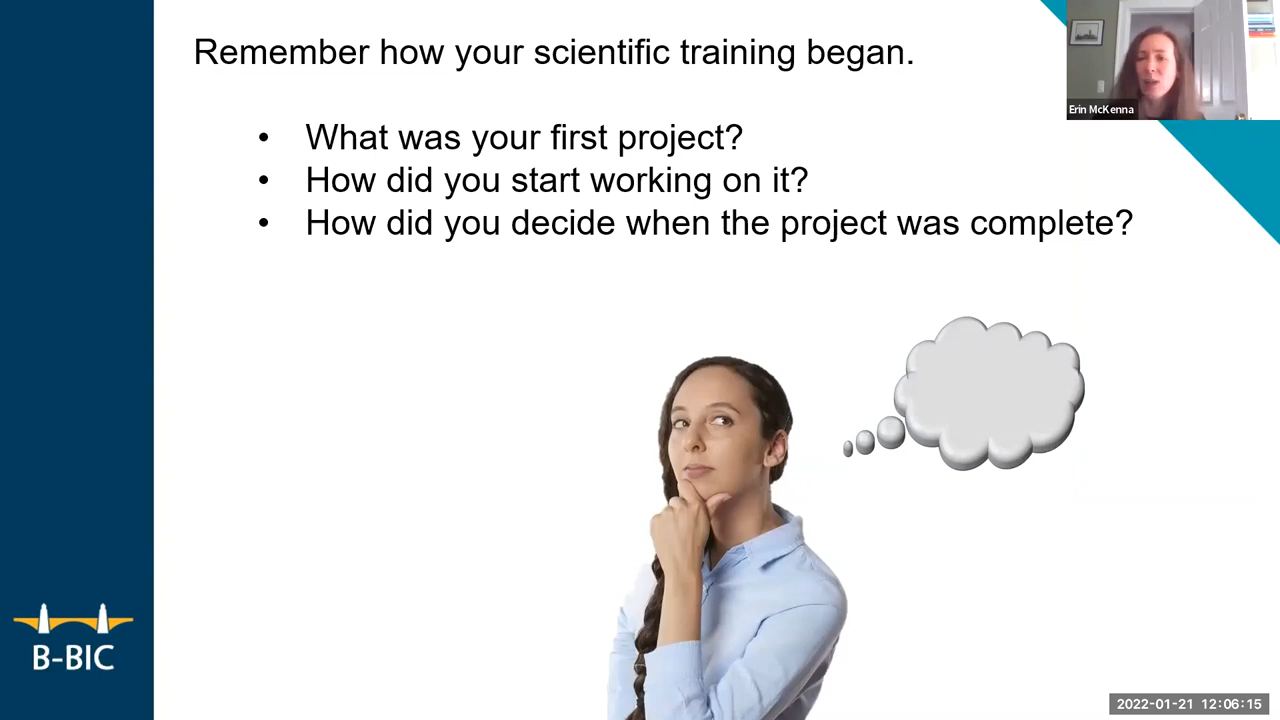 Remember how your scientific training began.
• What was your first project?
• How did you start working on it?
• How did you decide when the project was complete?
Erin McKenna
B-BIC
2022-01-21 12:06:15